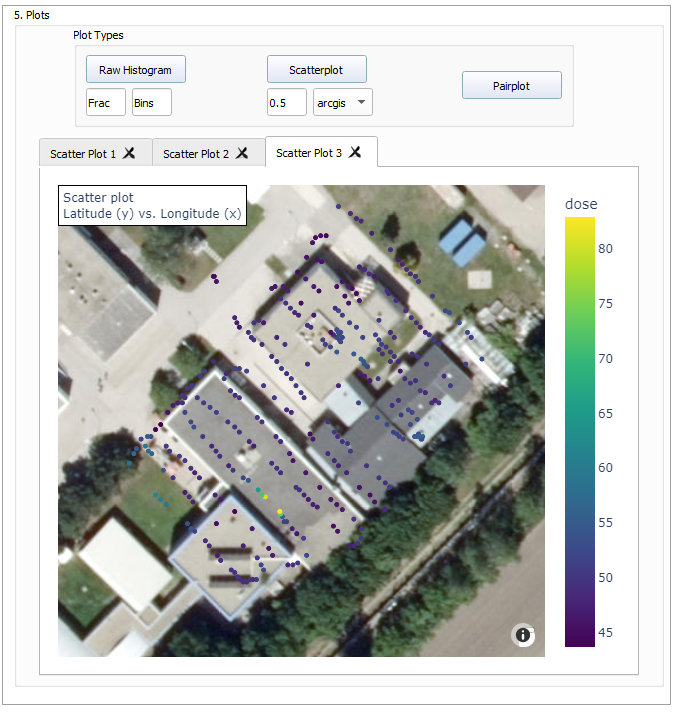 5. Plots
Plot Types
Raw Histogram
Scatterplot
Pairplot
Frac
Bins
0.5
arcgis
Scatter Plot 1
Scatter Plot 2
Scatter Plot 3
Scatter plot
Latitude (y) vs. Longitude (x)
dose
80
75
70
65
60
55
50
45